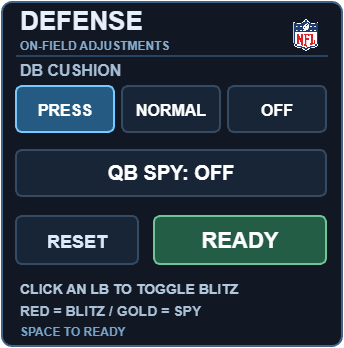 DEFENSE
ON-FIELD ADJUSTMENTS
NFL
DB CUSHION
PRESS NORMAL OFF
QB SPY: OFF
RESET READY
CLICK AN LB TO TOGGLE BLITZ
RED = BLITZ / GOLD = SPY
SPACE TO READY